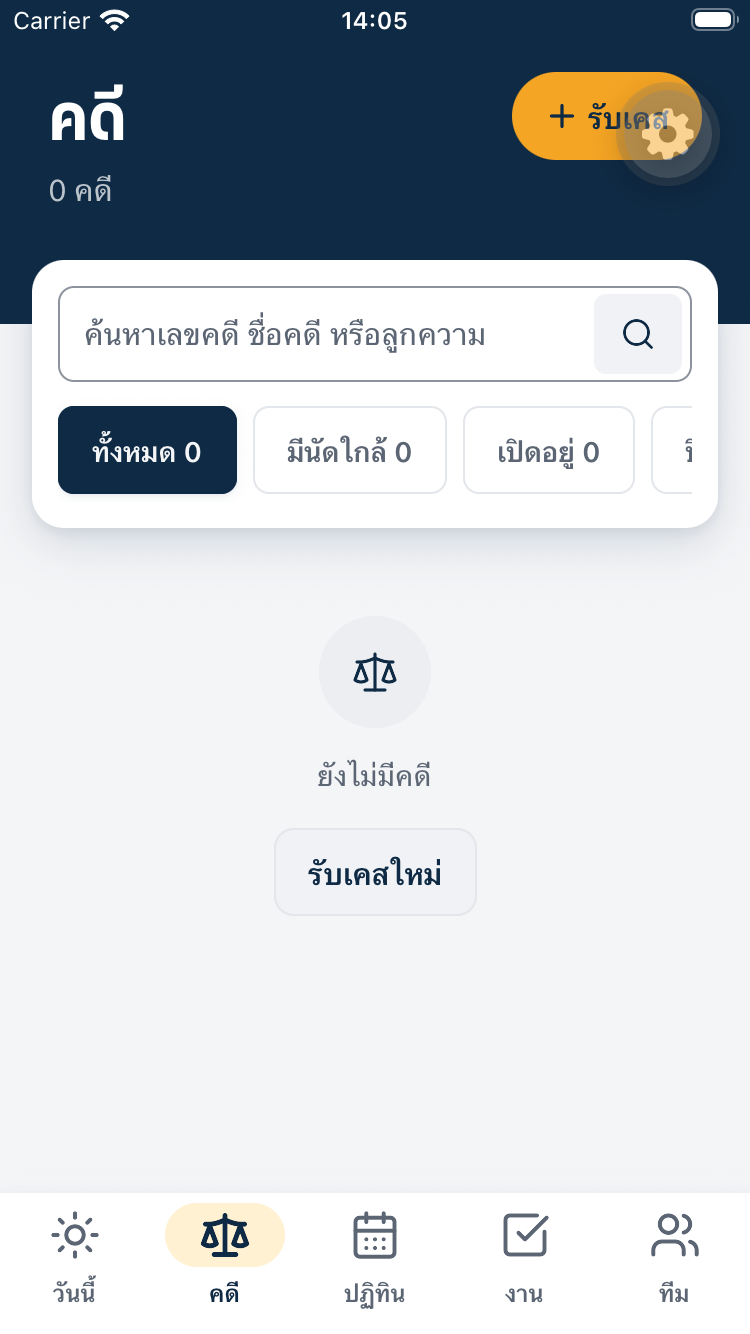 Carrier 14:05
คดี
+ รับเคส
0 คดี
ค้นหาเลขคดี ชื่อคดี หรือลูกความ
ทั้งหมด 0 มีนัดใกล้ 0 เปิดอยู่ 0
ยังไม่มีคดี
รับเคสใหม่
วันนี้ คดี ปฏิทิน งาน ทีม